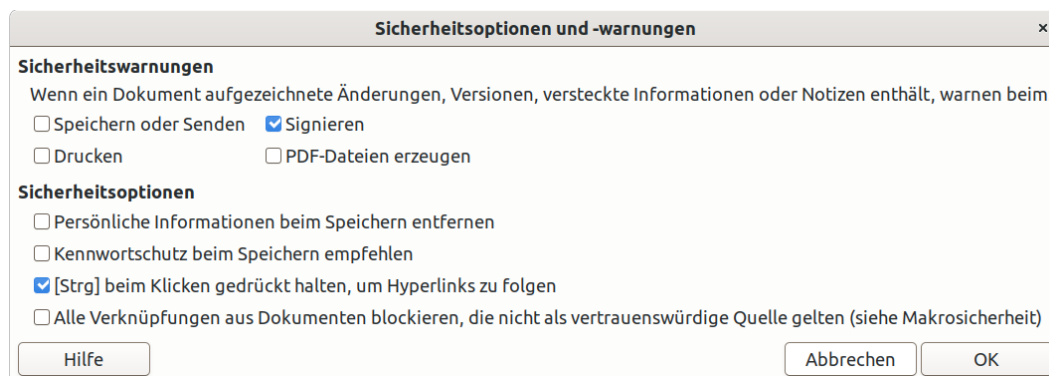 Sicherheitsoptionen und -warnungen
Sicherheitswarnungen
Wenn ein Dokument aufgezeichnete Änderungen, Versionen, versteckte Informationen oder Notizen enthält, warnen beim
Speichern oder Senden Signieren
Drucken PDF-Dateien erzeugen
Sicherheitsoptionen
Persönliche Informationen beim Speichern entfernen
Kennwortschutz beim Speichern empfehlen
[Strg] beim Klicken gedrückt halten, um Hyperlinks zu folgen
Alle Verknüpfungen aus Dokumenten blockieren, die nicht als vertrauenswürdige Quelle gelten (siehe Makrosicherheit)
Hilfe Abbrechen OK